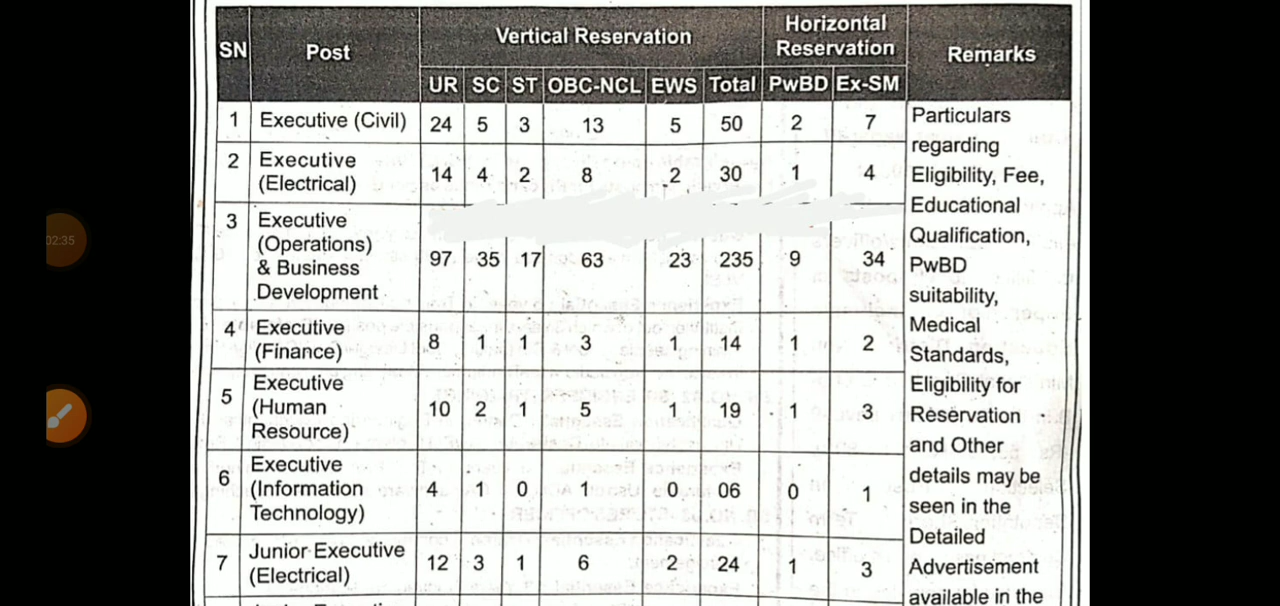 SN Post Vertical Reservation Horizontal Reservation Remarks
UR SC ST OBC-NCL EWS Total PwBD Ex-SM
1 Executive (Civil) 24 5 3 13 5 50 2 7
2 Executive (Electrical) 14 4 2 8 2 30 1 4
3 Executive (Operations) & Business Development 97 35 17 63 23 235 9 34
4 Executive (Finance) 8 1 1 3 1 14 1 2
5 Executive (Human Resource) 10 2 1 5 1 19 1 3
6 Executive (Information Technology) 4 1 0 1 0 06 0 1
7 Junior Executive (Electrical) 12 3 1 6 2 24 1 3
Particulars
regarding
Eligibility, Fee,
Educational
Qualification,
PwBD
suitability,
Medical
Standards,
Eligibility for
Reservation
and Other
details may be
seen in the
Detailed
Advertisement
available in the
02:35